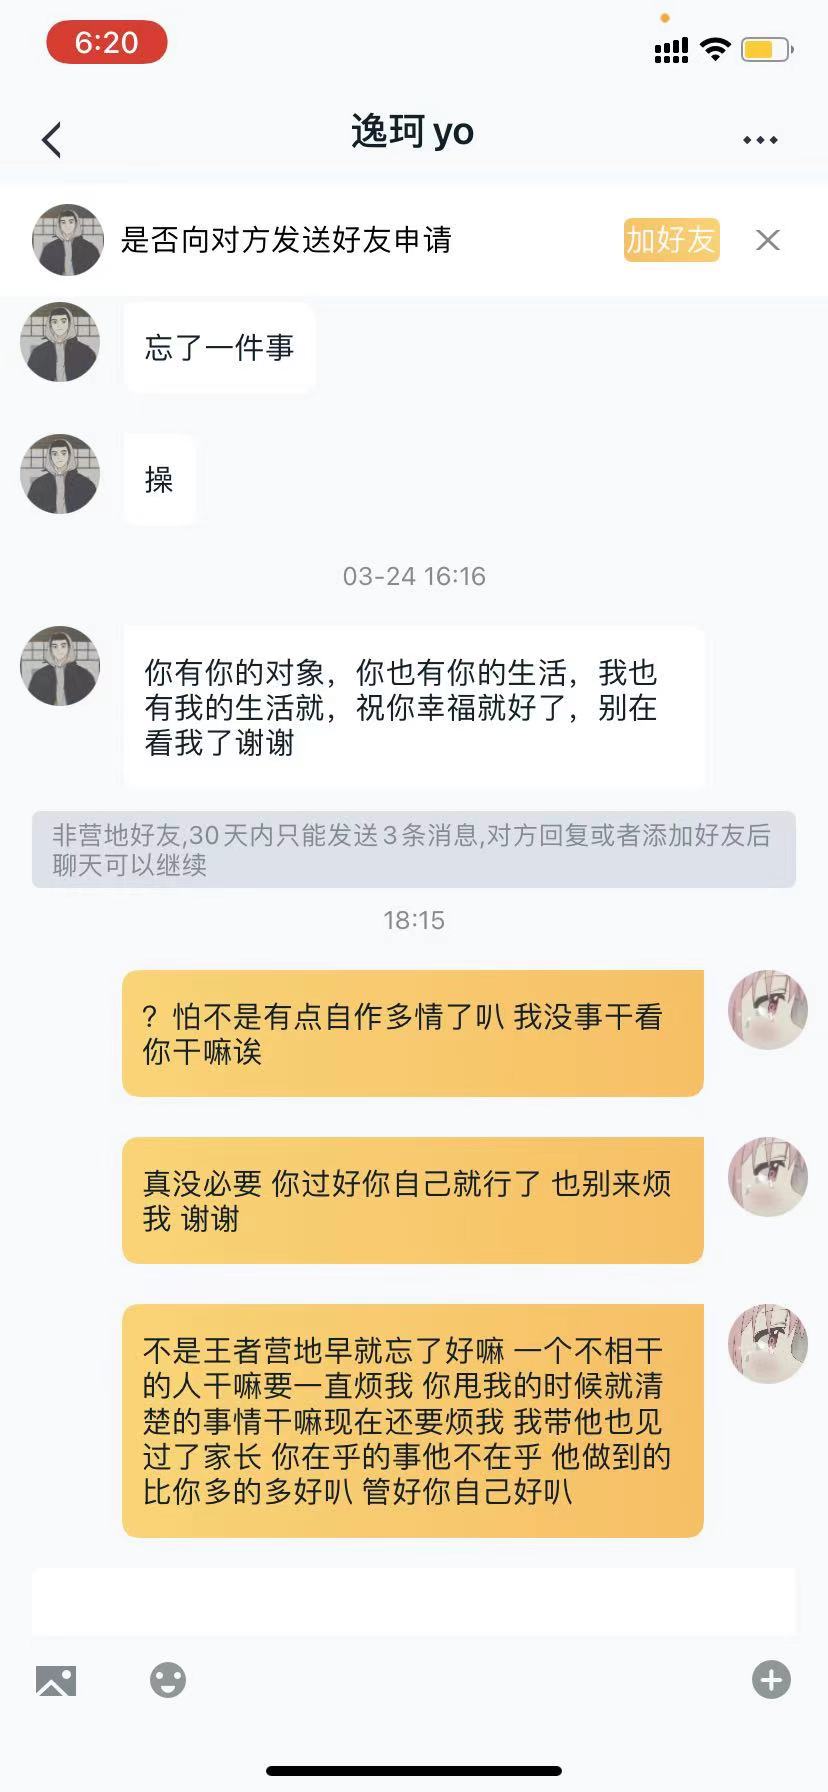 6:20
逸珂yo
是否向对方发送好友申请
加好友
忘了一件事
操
03-24 16:16
你有你的对象，你也有你的生活，我也
有我的生活就，祝你幸福就好了，别在
看我了谢谢
非营地好友,30天内只能发送3条消息,对方回复或者添加好友后
聊天可以继续
18:15
？怕不是有点自作多情了叭 我没事干看
你干嘛诶
真没必要 你过好你自己就行了 也别来烦
我 谢谢
不是王者营地早就忘了好嘛 一个不相干
的人干嘛要一直烦我 你甩我的时候就清
楚的事情干嘛现在还要烦我 我带他也见
过了家长 你在乎的事他不在乎 他做到的
比你多的多好叭 管好你自己好叭